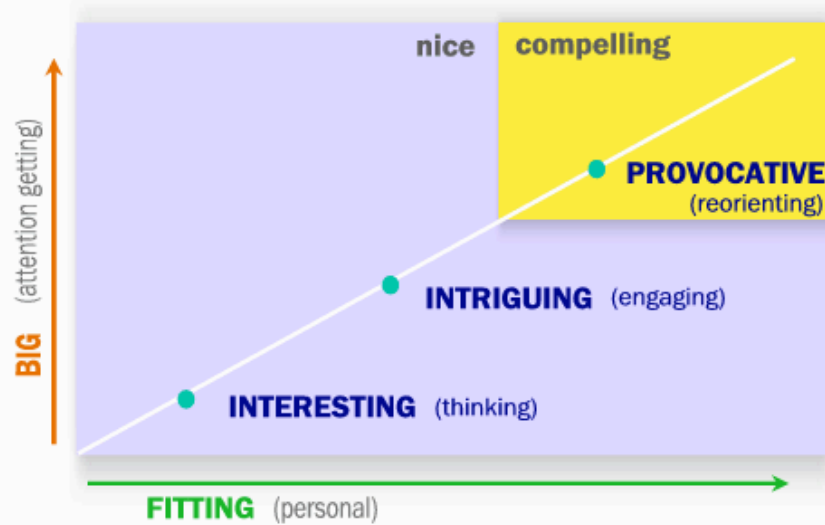 nice compelling
BIG (attention getting)
PROVOCATIVE
(reorienting)
INTRIGUING (engaging)
INTERESTING (thinking)
FITTING (personal)